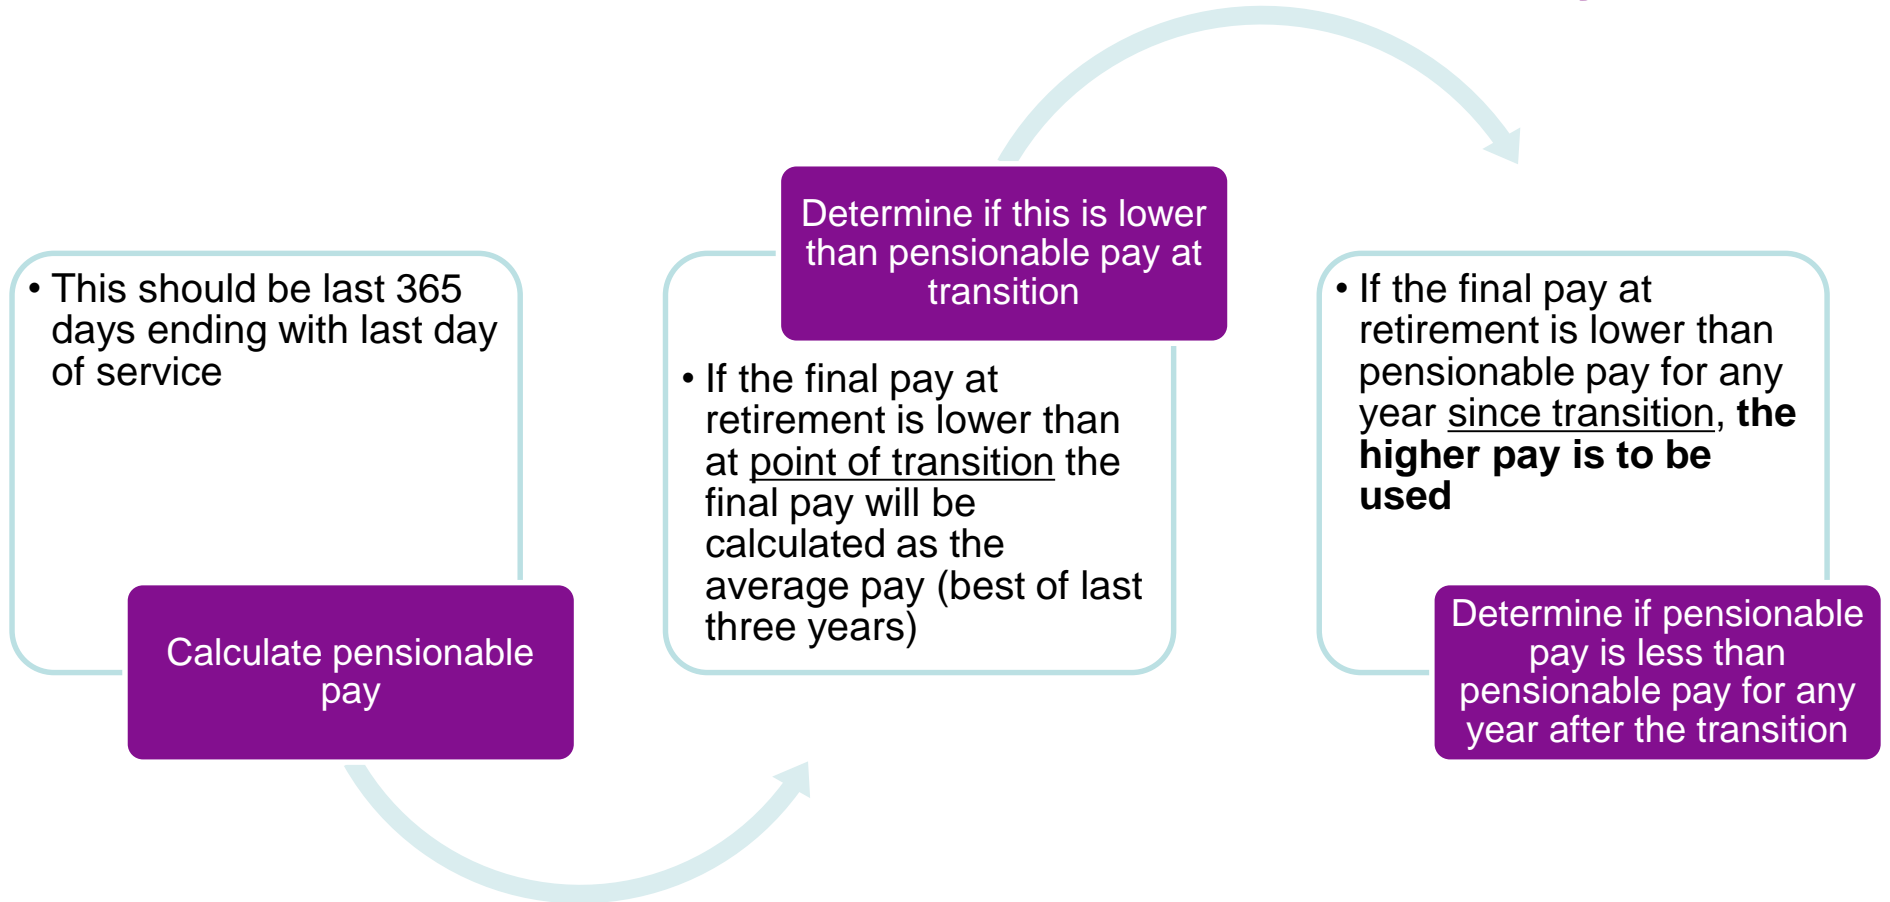 • This should be last 365
days ending with last day
of service
Calculate pensionable
pay
Determine if this is lower
than pensionable pay at
transition
• If the final pay at
retirement is lower than
at point of transition the
final pay will be
calculated as the
average pay (best of last
three years)
• If the final pay at
retirement is lower than
pensionable pay for any
year since transition, the
higher pay is to be
used
Determine if pensionable
pay is less than
pensionable pay for any
year after the transition